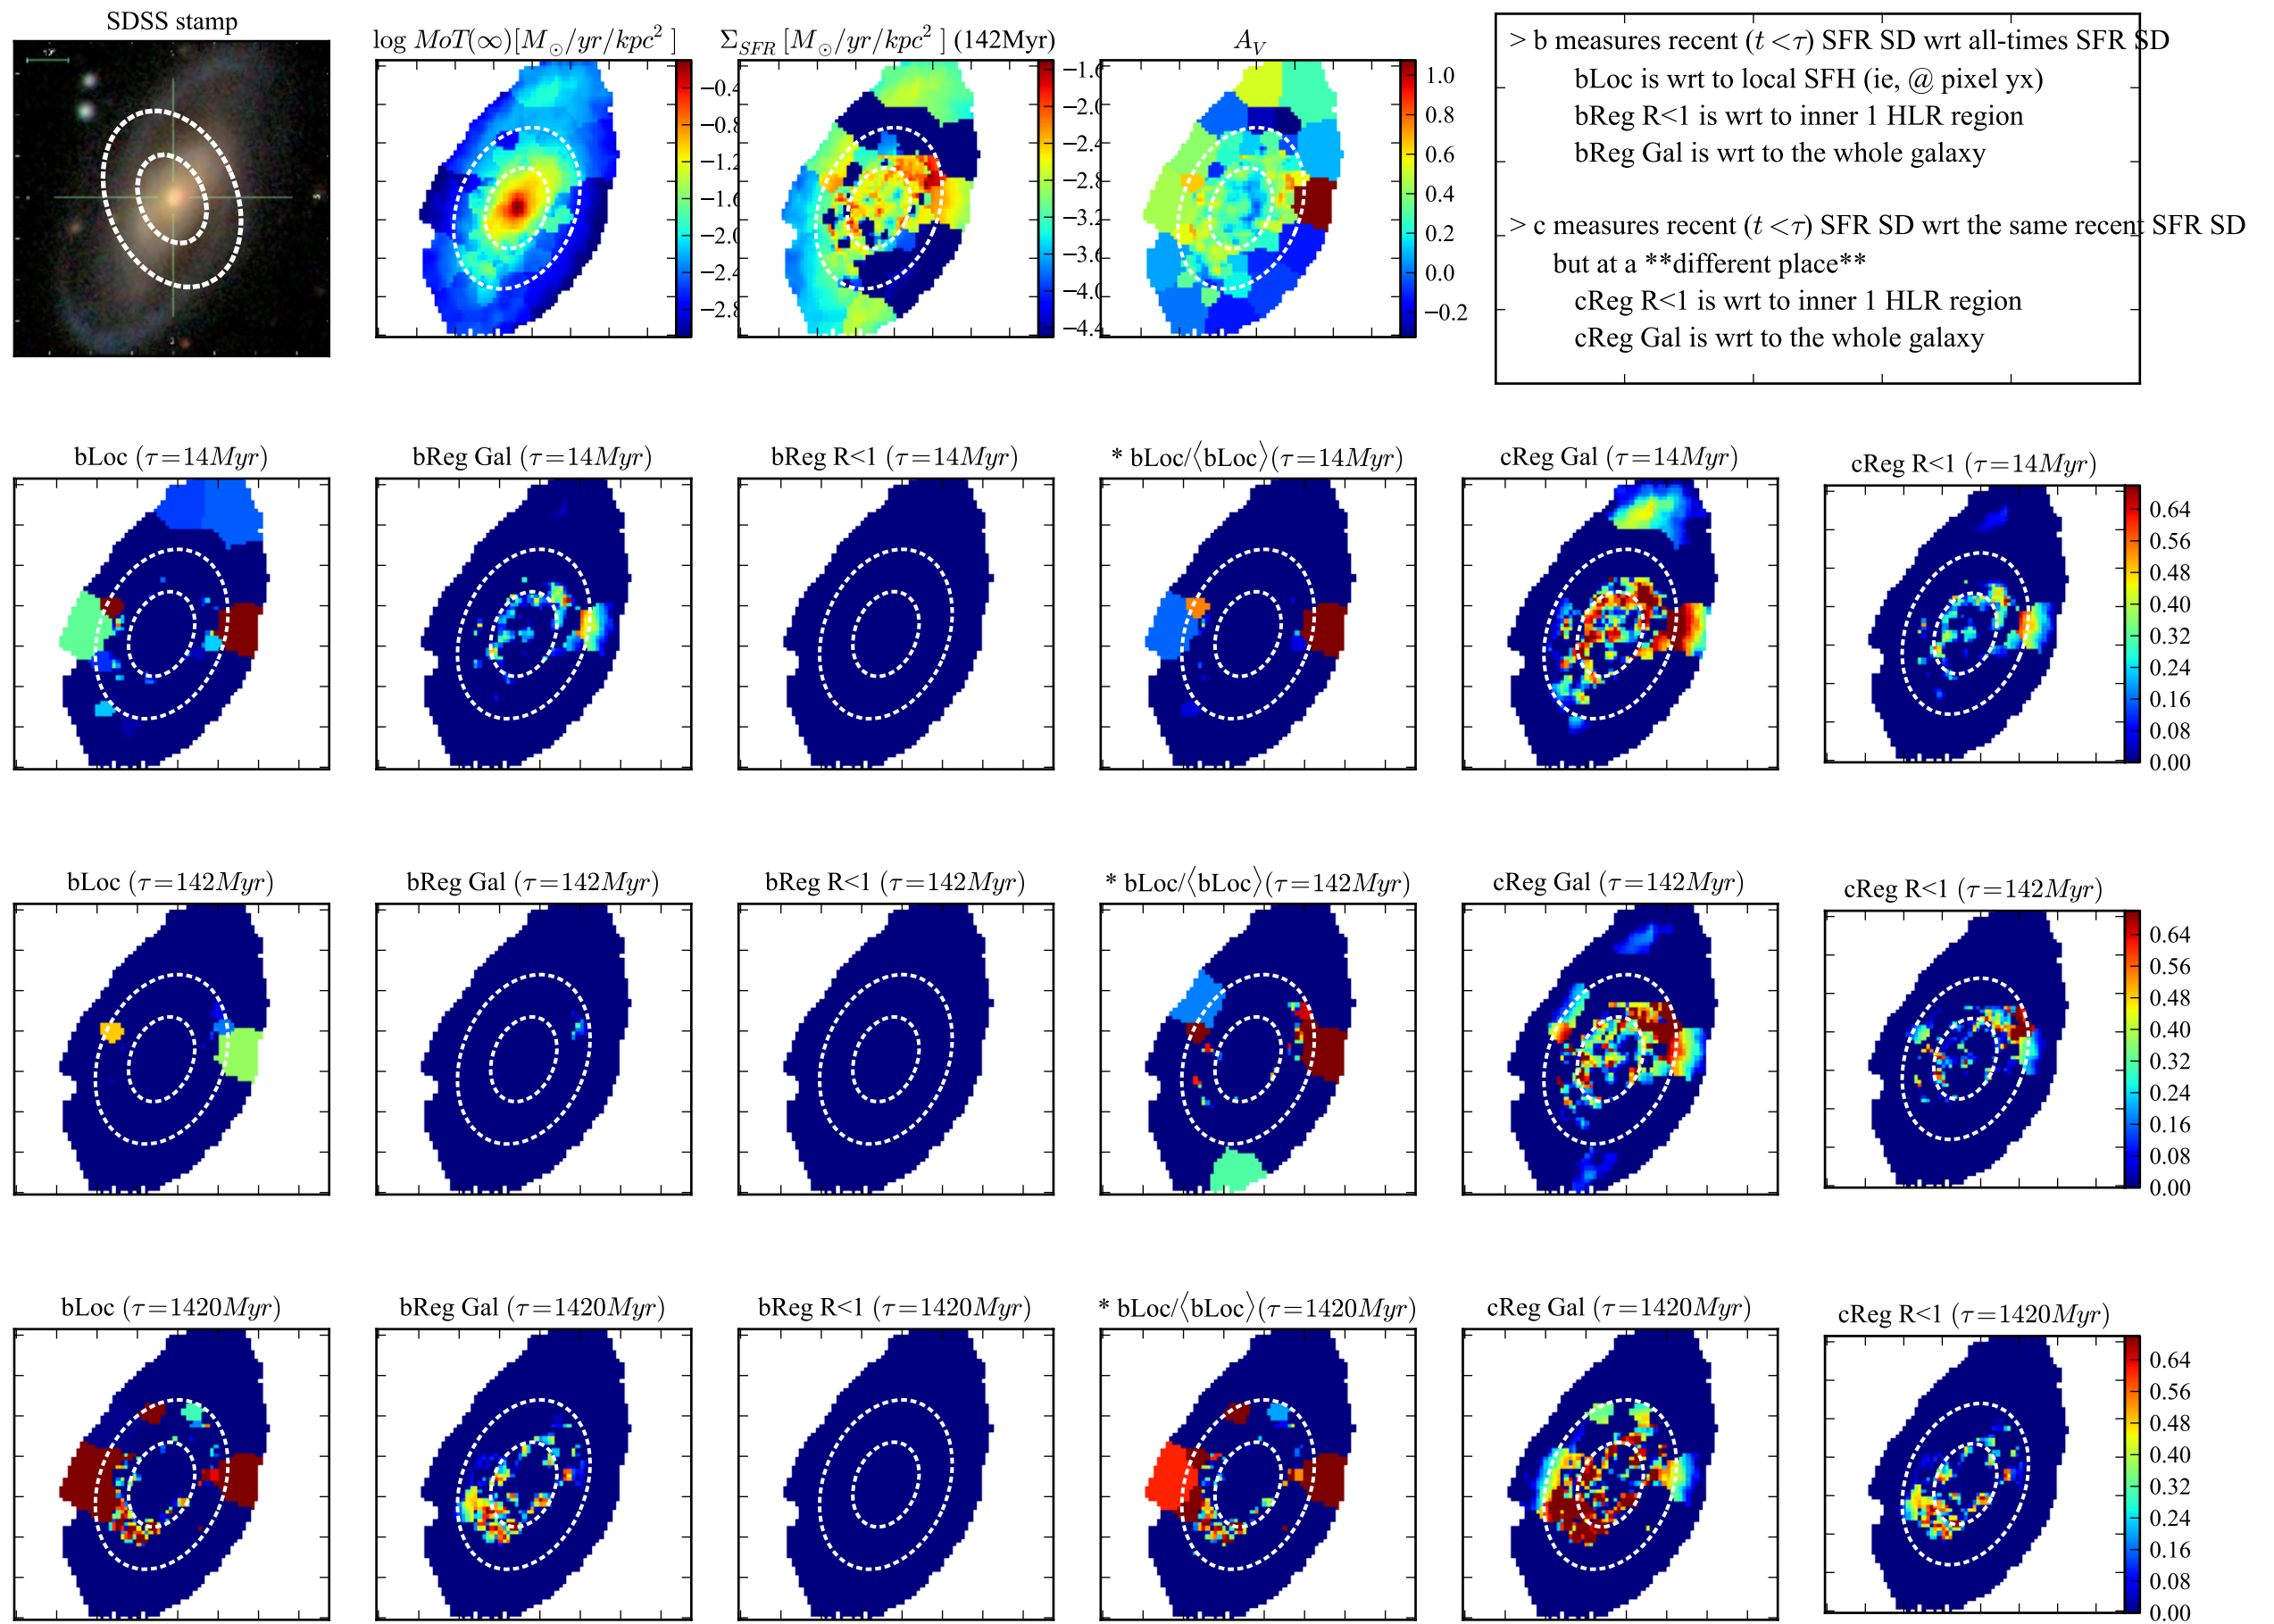 SDSS stamp
log MoT(∞)[M⊙/yr/kpc² ]
Σ_SFR [M⊙/yr/kpc² ] (142Myr)
A_V
−0.4
−0.8
−1.2
−1.6
−2.0
−2.4
−2.8
−1.6
−2.0
−2.4
−2.8
−3.2
−3.6
−4.0
−4.4
1.0
0.8
0.6
0.4
0.2
0.0
−0.2
> b measures recent (t <τ) SFR SD wrt all-times SFR SD
bLoc is wrt to local SFH (ie, @ pixel yx)
bReg R<1 is wrt to inner 1 HLR region
bReg Gal is wrt to the whole galaxy
> c measures recent (t <τ) SFR SD wrt the same recent SFR SD
but at a **different place**
cReg R<1 is wrt to inner 1 HLR region
cReg Gal is wrt to the whole galaxy
bLoc (τ=14Myr)
bReg Gal (τ=14Myr)
bReg R<1 (τ=14Myr)
* bLoc/⟨bLoc⟩(τ=14Myr)
cReg Gal (τ=14Myr)
cReg R<1 (τ=14Myr)
0.64
0.56
0.48
0.40
0.32
0.24
0.16
0.08
0.00
bLoc (τ=142Myr)
bReg Gal (τ=142Myr)
bReg R<1 (τ=142Myr)
* bLoc/⟨bLoc⟩(τ=142Myr)
cReg Gal (τ=142Myr)
cReg R<1 (τ=142Myr)
0.64
0.56
0.48
0.40
0.32
0.24
0.16
0.08
0.00
bLoc (τ=1420Myr)
bReg Gal (τ=1420Myr)
bReg R<1 (τ=1420Myr)
* bLoc/⟨bLoc⟩(τ=1420Myr)
cReg Gal (τ=1420Myr)
cReg R<1 (τ=1420Myr)
0.64
0.56
0.48
0.40
0.32
0.24
0.16
0.08
0.00